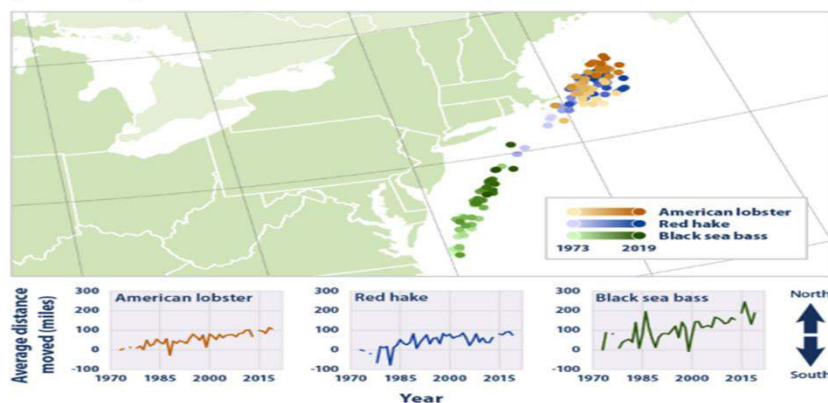 American lobster
Red hake
Black sea bass
1973 2019
Average distance
moved (miles)
300
200
100
0
-100
American lobster
1970 1985 2000 2015
300
200
100
0
-100
Red hake
1970 1985 2000 2015
300
200
100
0
-100
Black sea bass
1970 1985 2000 2015
North
South
Year